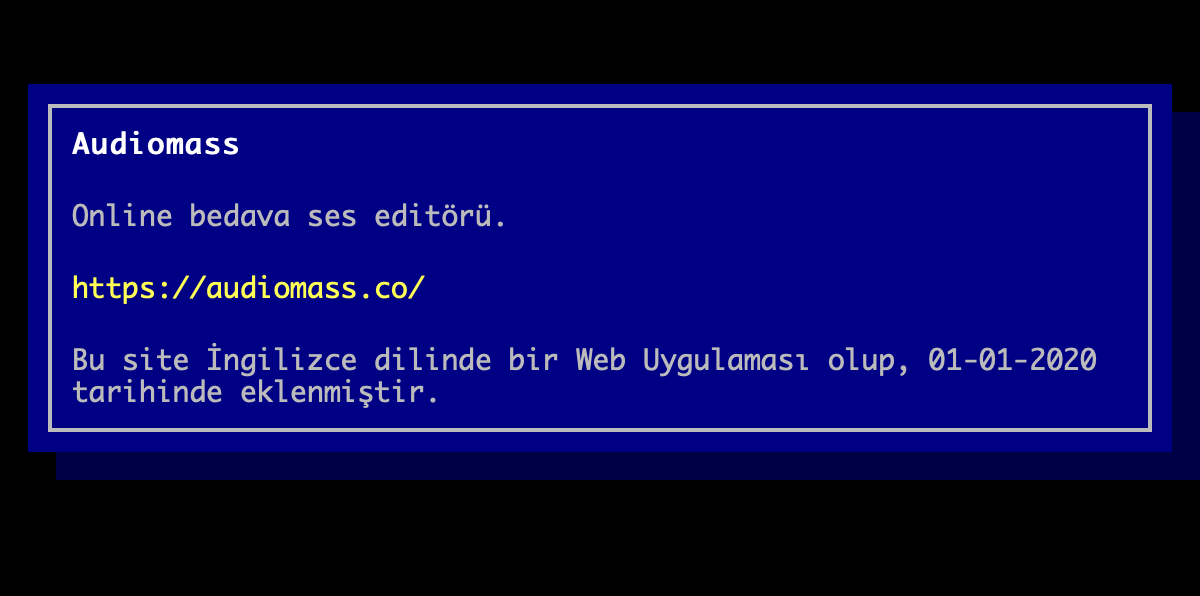 Audiomass
Online bedava ses editörü.
https://audiomass.co/
Bu site İngilizce dilinde bir Web Uygulaması olup, 01-01-2020
tarihinde eklenmiştir.